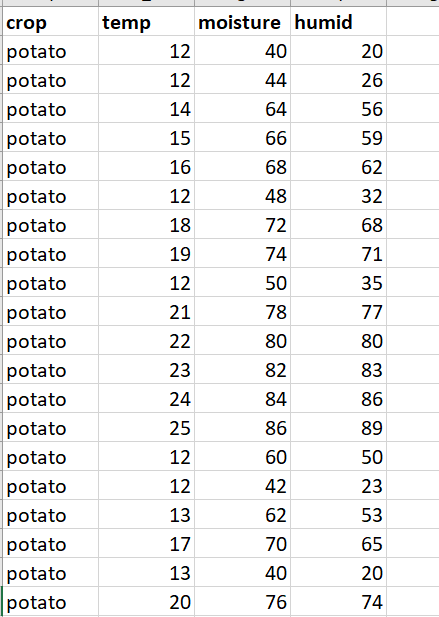 crop temp moisture humid
potato 12 40 20
potato 12 44 26
potato 14 64 56
potato 15 66 59
potato 16 68 62
potato 12 48 32
potato 18 72 68
potato 19 74 71
potato 12 50 35
potato 21 78 77
potato 22 80 80
potato 23 82 83
potato 24 84 86
potato 25 86 89
potato 12 60 50
potato 12 42 23
potato 13 62 53
potato 17 70 65
potato 13 40 20
potato 20 76 74